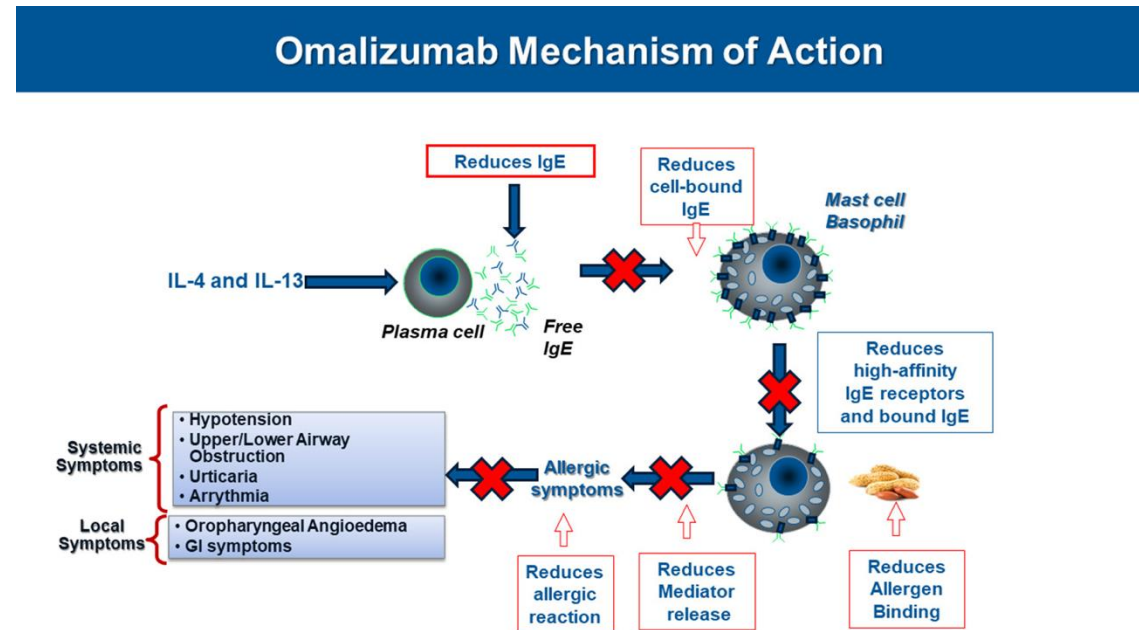 Omalizumab Mechanism of Action
Reduces IgE
Reduces
cell-bound
IgE
Mast cell
Basophil
IL-4 and IL-13
Plasma cell
Free
IgE
Reduces
high-affinity
IgE receptors
and bound IgE
Systemic
Symptoms
• Hypotension
• Upper/Lower Airway
Obstruction
• Urticaria
• Arrythmia
Allergic
symptoms
Local
Symptoms
• Oropharyngeal Angioedema
• GI symptoms
Reduces
allergic
reaction
Reduces
Mediator
release
Reduces
Allergen
Binding